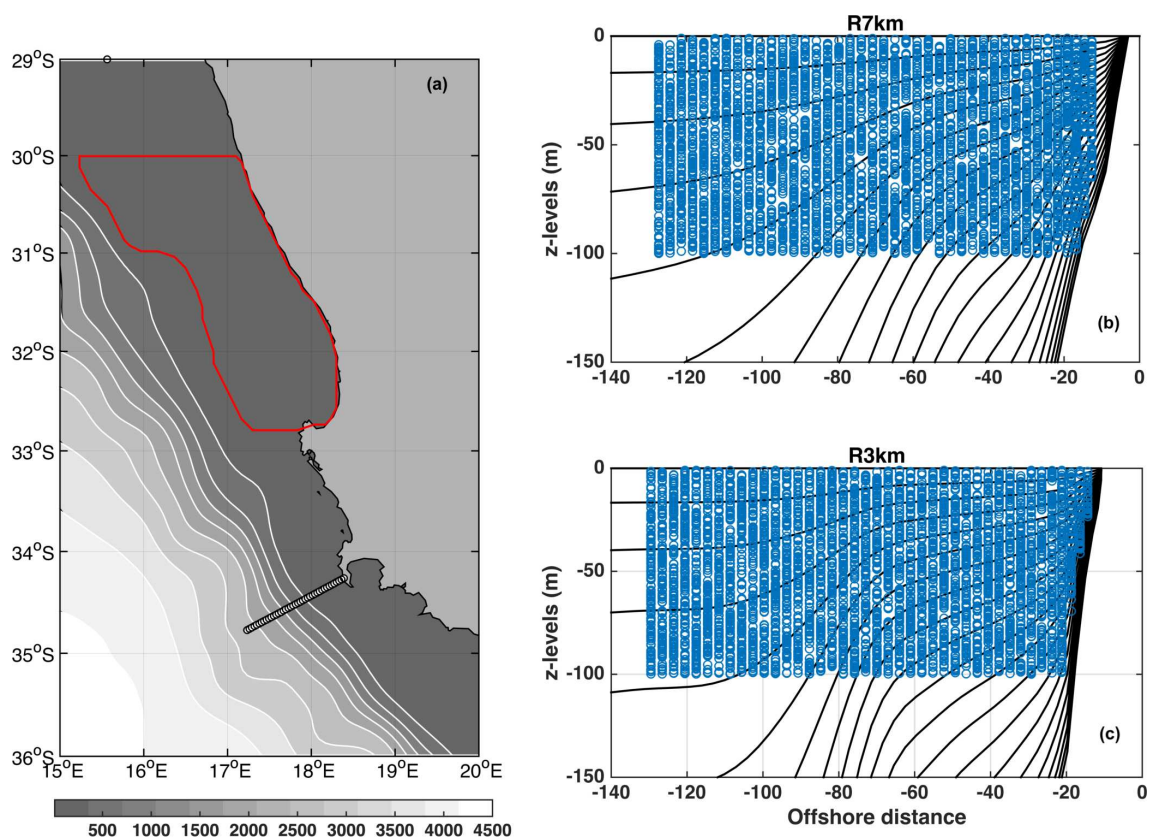 (a)
29°S
30°S
31°S
32°S
33°S
34°S
35°S
36°S
15°E 16°E 17°E 18°E 19°E 20°E
500 1000 1500 2000 2500 3000 3500 4000 4500
R7km
z-levels (m)
0
-50
-100
-150
(b)
-140 -120 -100 -80 -60 -40 -20 0
R3km
z-levels (m)
0
-50
-100
-150
(c)
-140 -120 -100 -80 -60 -40 -20 0
Offshore distance